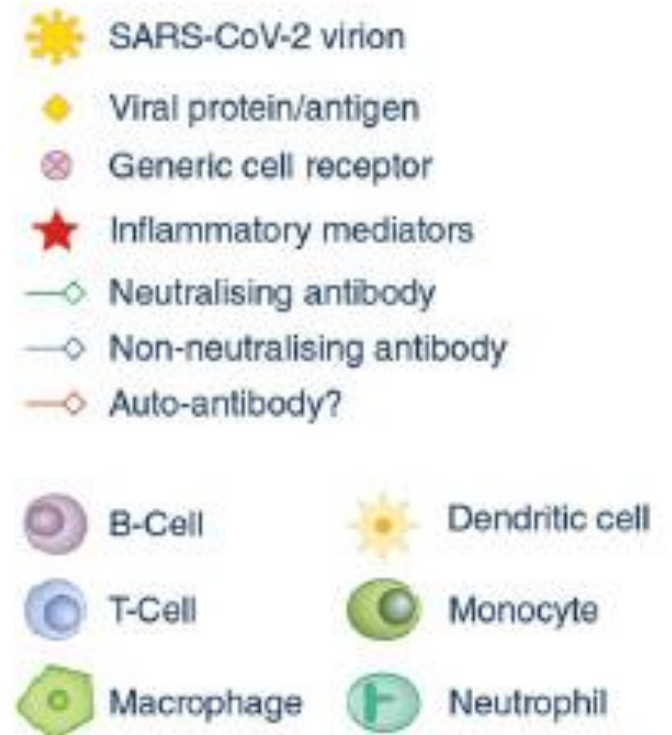 SARS-CoV-2 virion
Viral protein/antigen
Generic cell receptor
Inflammatory mediators
Neutralising antibody
Non-neutralising antibody
Auto-antibody?
B-Cell
Dendritic cell
T-Cell
Monocyte
Macrophage
Neutrophil